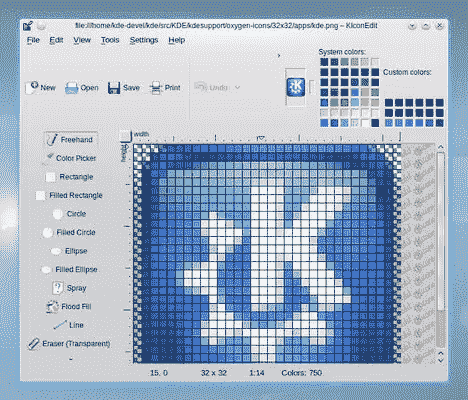 file:///home/kde-devel/kde/src/KDE/kdesupport/oxygen-icons/32x32/apps/kde.png – KIconEdit
File Edit View Tools Settings Help
System colors:
Custom colors:
New Open Save Print Undo
width
height
Freehand
Color Picker
Rectangle
Filled Rectangle
Circle
Filled Circle
Ellipse
Filled Ellipse
Spray
Flood Fill
Line
Eraser (Transparent)
15, 0 32 x 32 1:14 Colors: 750